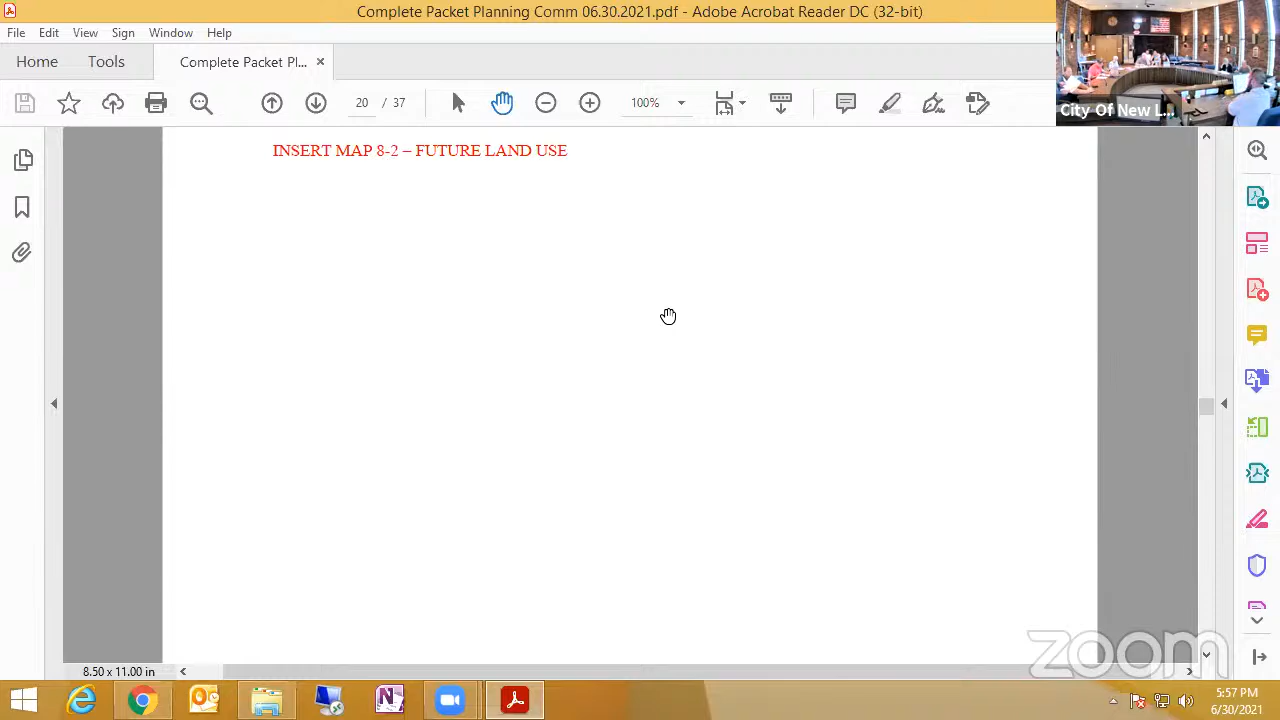 Complete Packet Planning Comm 06.30.2021.pdf - Adobe Acrobat Reader DC (32-bit)
File Edit View Sign Window Help
Home Tools Complete Packet Pl... ×
20 / 37 100%
City Of New L...
INSERT MAP 8-2 – FUTURE LAND USE
zoom
8.50 x 11.00 in
5:57 PM
6/30/2021